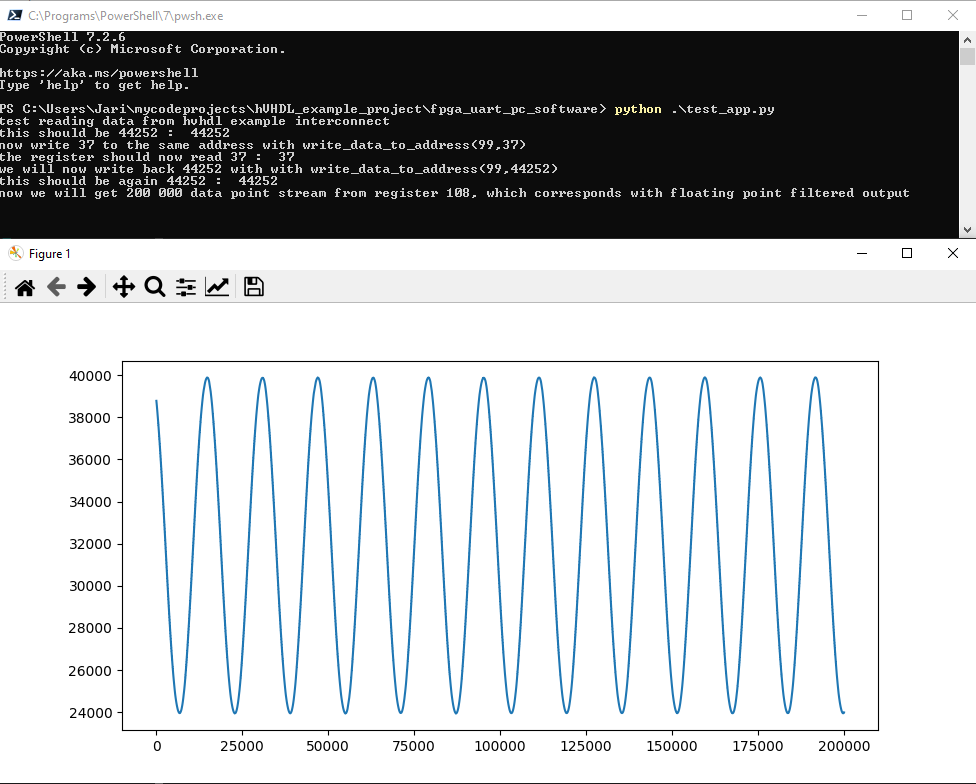 C:\Programs\PowerShell\7\pwsh.exe
PowerShell 7.2.6
Copyright (c) Microsoft Corporation.
https://aka.ms/powershell
Type 'help' to get help.
PS C:\Users\Jari\mycodeprojects\hVHDL_example_project\fpga_uart_pc_software> python .\test_app.py
test reading data from hvhdl example interconnect
this should be 44252 :  44252
now write 37 to the same address with write_data_to_address(99,37)
the register should now read 37 :  37
we will now write back 44252 with with write_data_to_address(99,44252)
this should be again 44252 :  44252
now we will get 200 000 data point stream from register 108, which corresponds with floating point filtered output
Figure 1
40000
38000
36000
34000
32000
30000
28000
26000
24000
0 25000 50000 75000 100000 125000 150000 175000 200000